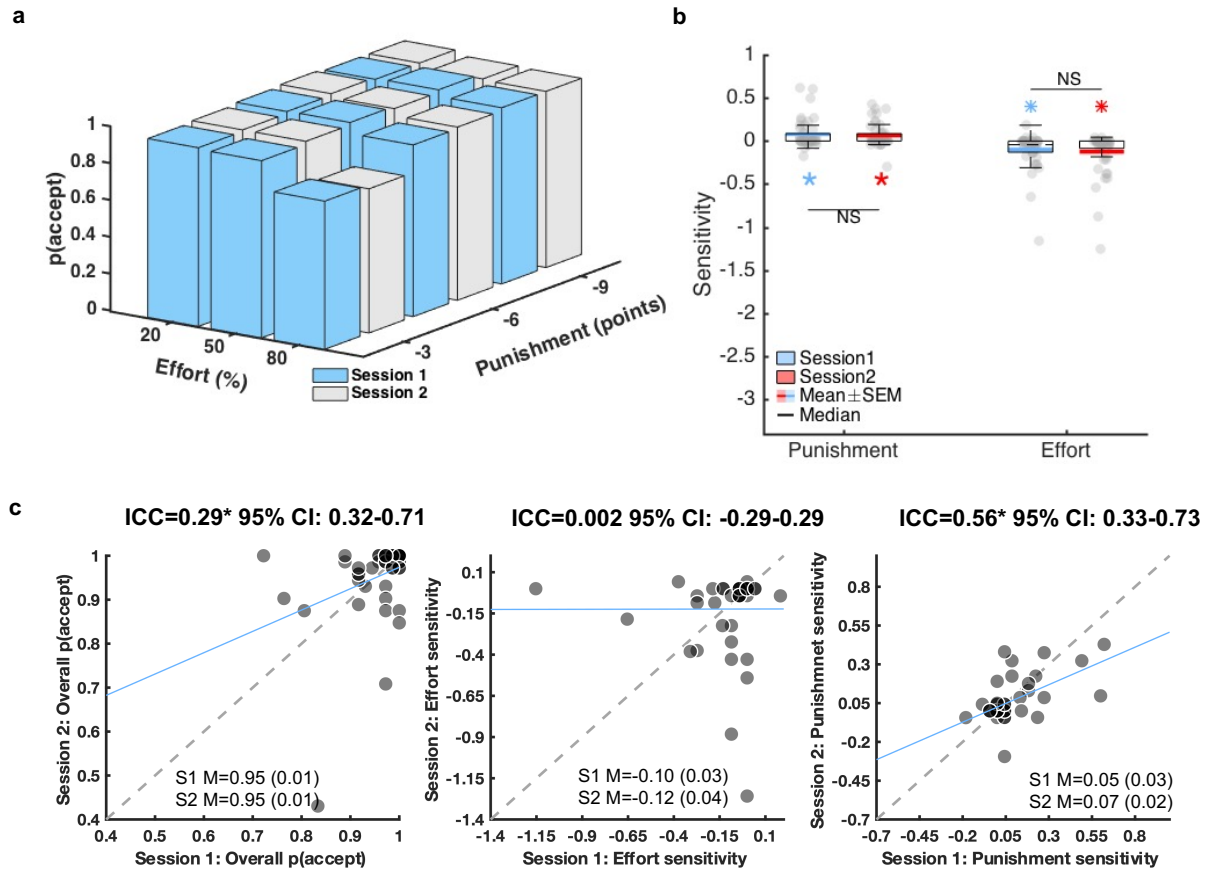 a
1
0.8
0.6
0.4
0.2
0
p(accept)
20
50
80
Effort (%)
-3
-6
-9
Punishment (points)
Session 1
Session 2
b
1
0.5
0
-0.5
-1
-1.5
-2
-2.5
-3
Sensitivity
NS
NS
* *
* *
Session1
Session2
Mean±SEM
Median
Punishment Effort
c
ICC=0.29* 95% CI: 0.32-0.71
1
0.9
0.8
0.7
0.6
0.5
0.4
Session 2: Overall p(accept)
S1 M=0.95 (0.01)
S2 M=0.95 (0.01)
0.4 0.5 0.6 0.7 0.8 0.9 1
Session 1: Overall p(accept)
ICC=0.002 95% CI: -0.29-0.29
0.1
-0.15
-0.4
-0.65
-0.9
-1.15
-1.4
Session 2: Effort sensitivity
S1 M=-0.10 (0.03)
S2 M=-0.12 (0.04)
-1.4 -1.15 -0.9 -0.65 -0.4 -0.15 0.1
Session 1: Effort sensitivity
ICC=0.56* 95% CI: 0.33-0.73
0.8
0.55
0.3
0.05
-0.2
-0.45
-0.7
Session 2: Punishmnet sensitivity
S1 M=0.05 (0.03)
S2 M=0.07 (0.02)
-0.7 -0.45 -0.2 0.05 0.3 0.55 0.8
Session 1: Punishment sensitivity